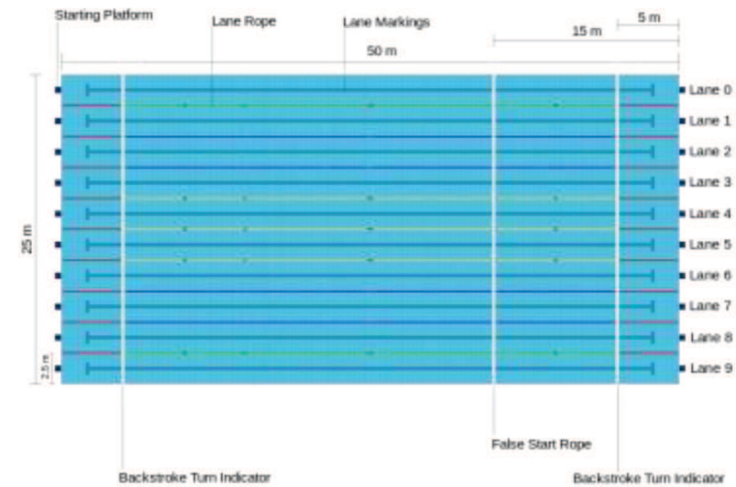 Starting Platform
Lane Rope
Lane Markings
5 m
15 m
50 m
Lane 0
Lane 1
Lane 2
Lane 3
Lane 4
25 m
Lane 5
Lane 6
Lane 7
Lane 8
2.5 m
Lane 9
False Start Rope
Backstroke Turn Indicator
Backstroke Turn Indicator